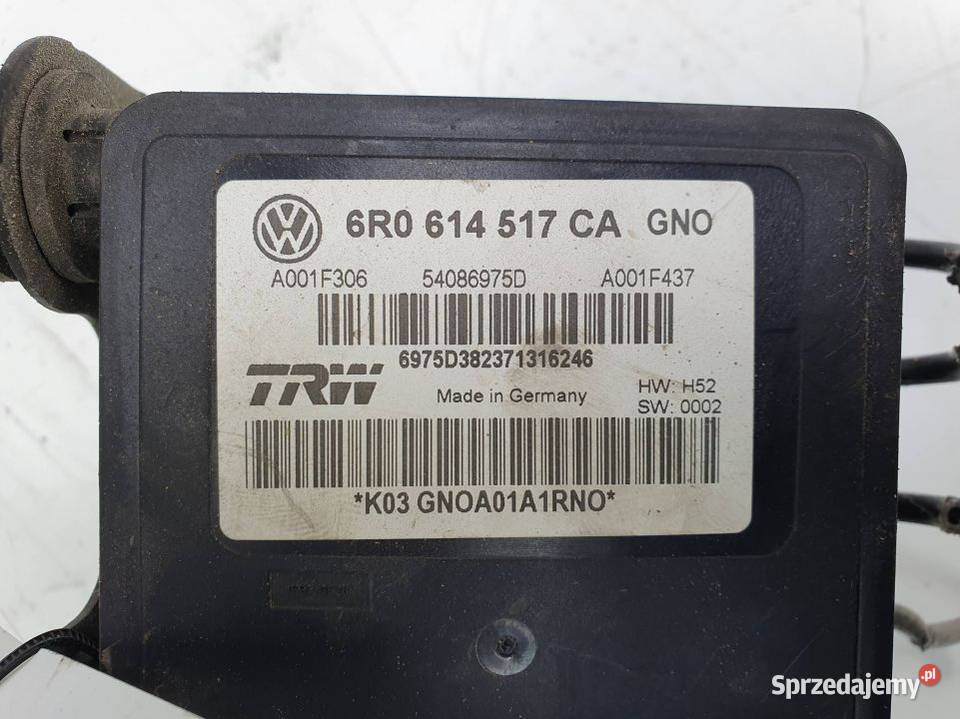 6R0 614 517 CA GNO
A001F306 54086975D A001F437
6975D382371316246
TRW
Made in Germany
HW: H52
SW: 0002
*K03 GNOA01A1RNO*
Sprzedajemy.pl